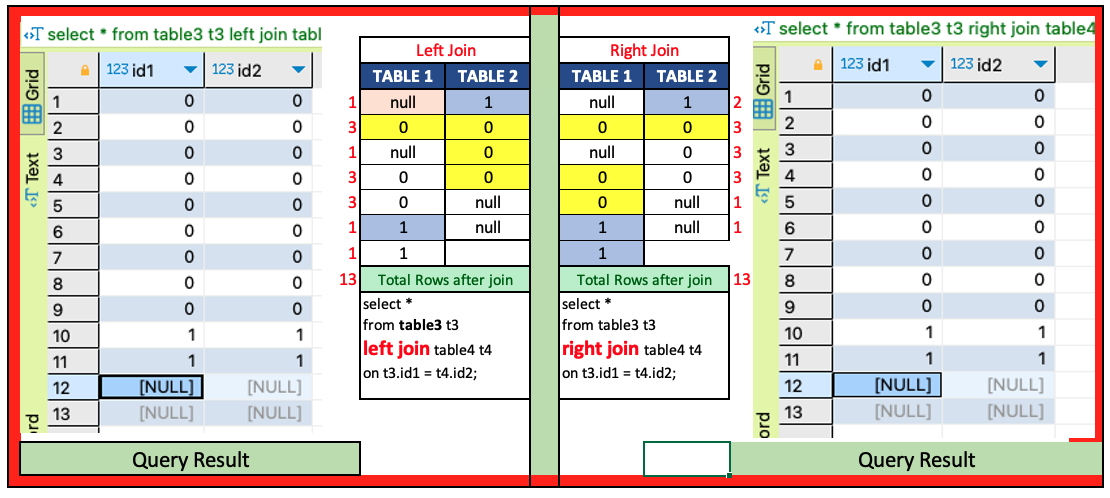 select * from table3 t3 left join tabl
Grid
Text
ord
123 id1 123 id2
1 0 0
2 0 0
3 0 0
4 0 0
5 0 0
6 0 0
7 0 0
8 0 0
9 0 0
10 1 1
11 1 1
12 [NULL] [NULL]
13 [NULL] [NULL]
Query Result
Left Join
TABLE 1 TABLE 2
1 null 1
3 0 0
1 null 0
3 0 0
3 0 null
1 1 null
1 1
13 Total Rows after join
select *
from table3 t3
left join table4 t4
on t3.id1 = t4.id2;
Right Join
TABLE 1 TABLE 2
null 1 2
0 0 3
null 0 3
0 0 3
0 null 1
1 null 1
1
Total Rows after join 13
select *
from table3 t3
right join table4 t4
on t3.id1 = t4.id2;
select * from table3 t3 right join table4
Grid
Text
ord
123 id1 123 id2
1 0 0
2 0 0
3 0 0
4 0 0
5 0 0
6 0 0
7 0 0
8 0 0
9 0 0
10 1 1
11 1 1
12 [NULL] [NULL]
13 [NULL] [NULL]
Query Result